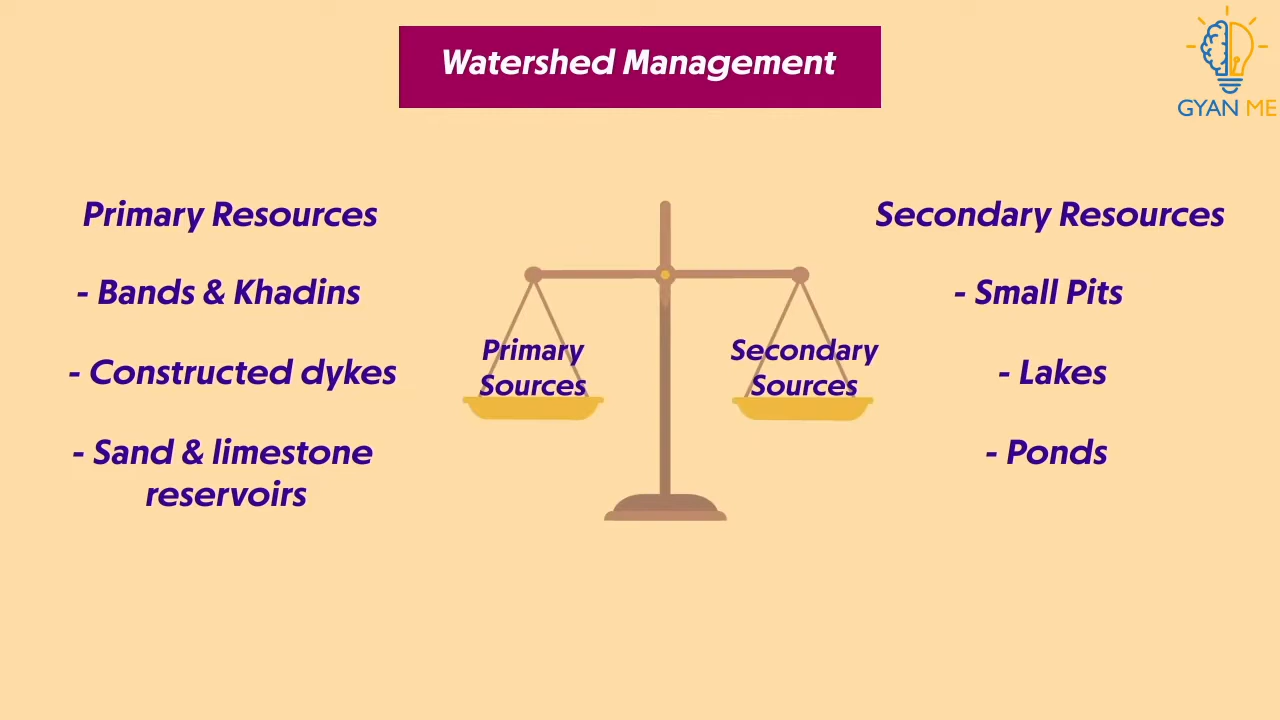 Watershed Management
GYAN ME
Primary Resources
- Bands & Khadins
- Constructed dykes
- Sand & limestone
reservoirs
Primary
Sources
Secondary
Sources
Secondary Resources
- Small Pits
- Lakes
- Ponds